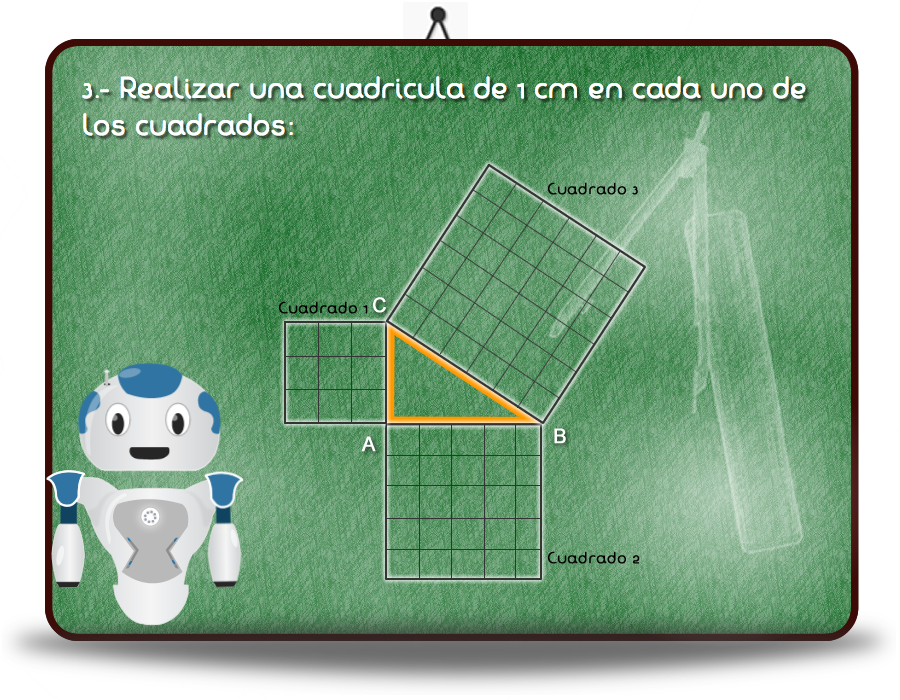 3.- Realizar una cuadricula de 1 cm en cada uno de
los cuadrados:
Cuadrado 3
Cuadrado 1
C
A
B
Cuadrado 2